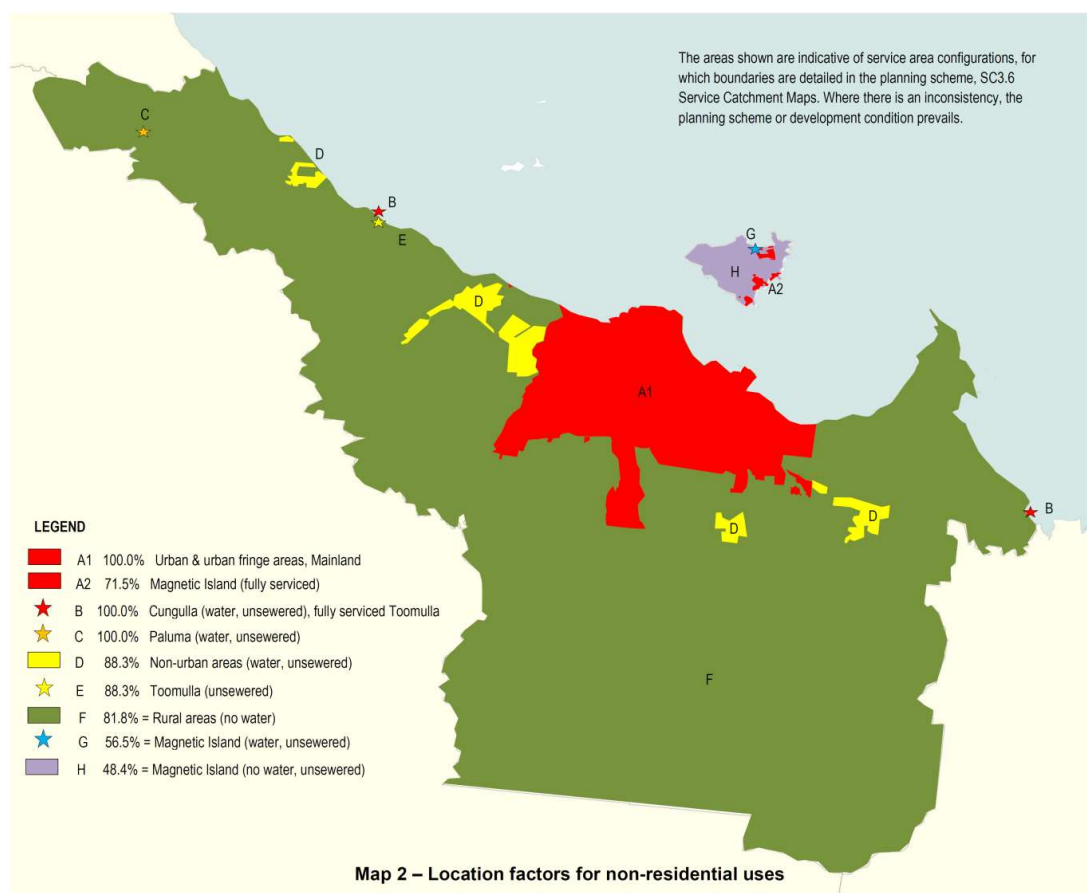 The areas shown are indicative of service area configurations, for
which boundaries are detailed in the planning scheme, SC3.6
Service Catchment Maps. Where there is an inconsistency, the
planning scheme or development condition prevails.
C
D
B
E
G
H
A2
D
A1
B
D
D
F
LEGEND
A1 100.0% Urban & urban fringe areas, Mainland
A2 71.5% Magnetic Island (fully serviced)
B 100.0% Cungulla (water, unsewered), fully serviced Toomulla
C 100.0% Paluma (water, unsewered)
D 88.3% Non-urban areas (water, unsewered)
E 88.3% Toomulla (unsewered)
F 81.8% = Rural areas (no water)
G 56.5% = Magnetic Island (water, unsewered)
H 48.4% = Magnetic Island (no water, unsewered)
Map 2 – Location factors for non-residential uses